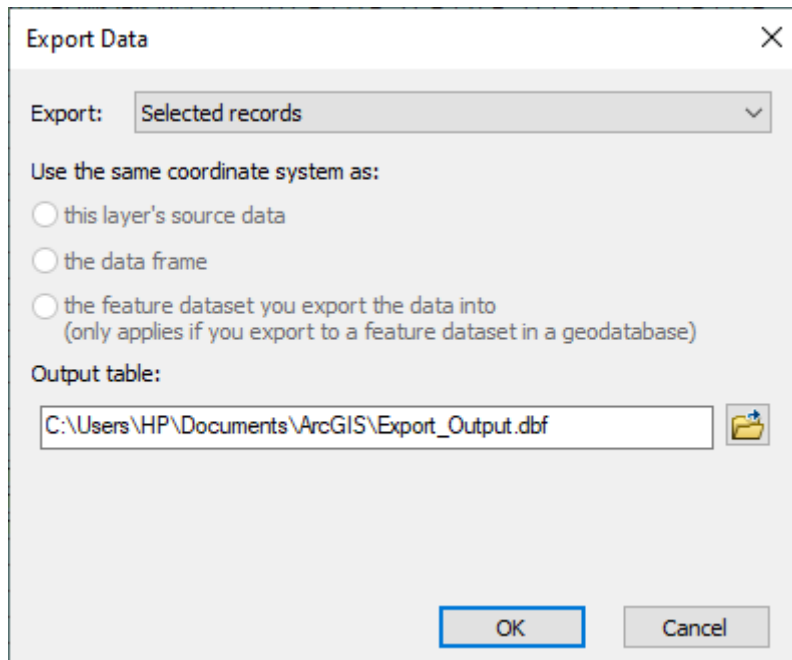 Export Data
Export: Selected records
Use the same coordinate system as:
this layer's source data
the data frame
the feature dataset you export the data into
(only applies if you export to a feature dataset in a geodatabase)
Output table:
C:\Users\HP\Documents\ArcGIS\Export_Output.dbf
OK Cancel